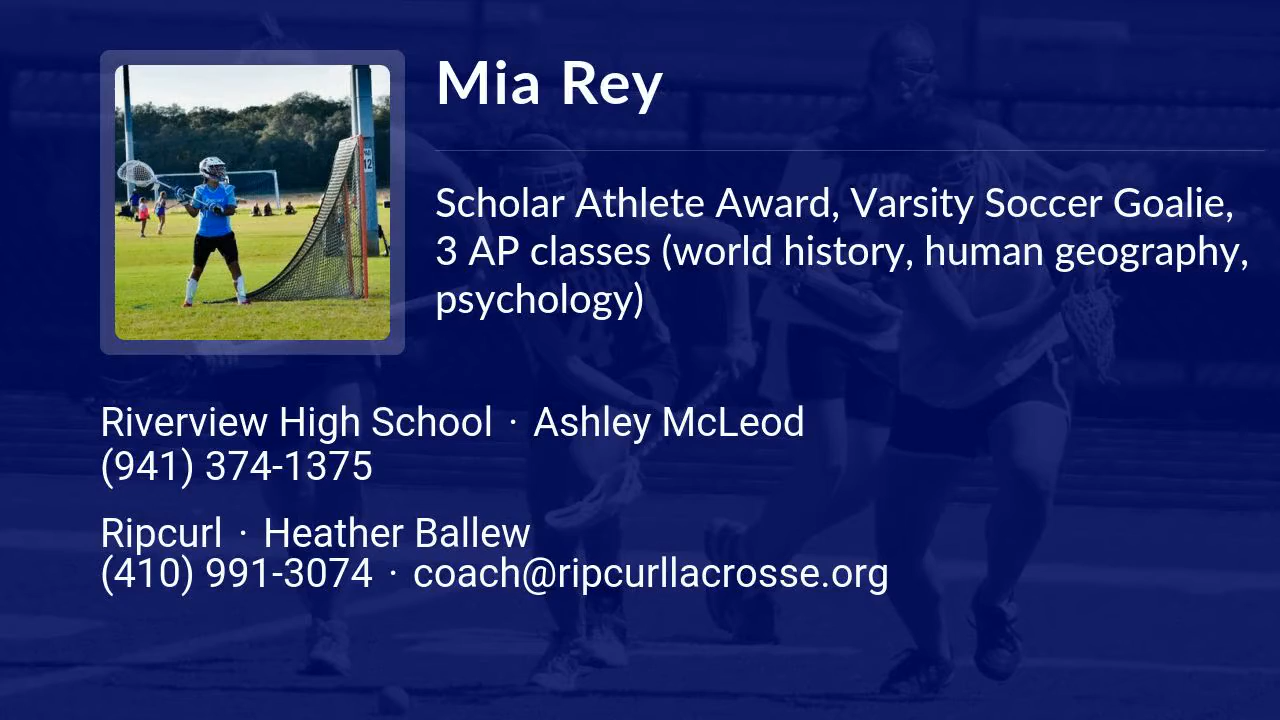 Mia Rey
Scholar Athlete Award, Varsity Soccer Goalie,
3 AP classes (world history, human geography,
psychology)
12
Riverview High School · Ashley McLeod
(941) 374-1375
Ripcurl · Heather Ballew
(410) 991-3074 · coach@ripcurllacrosse.org